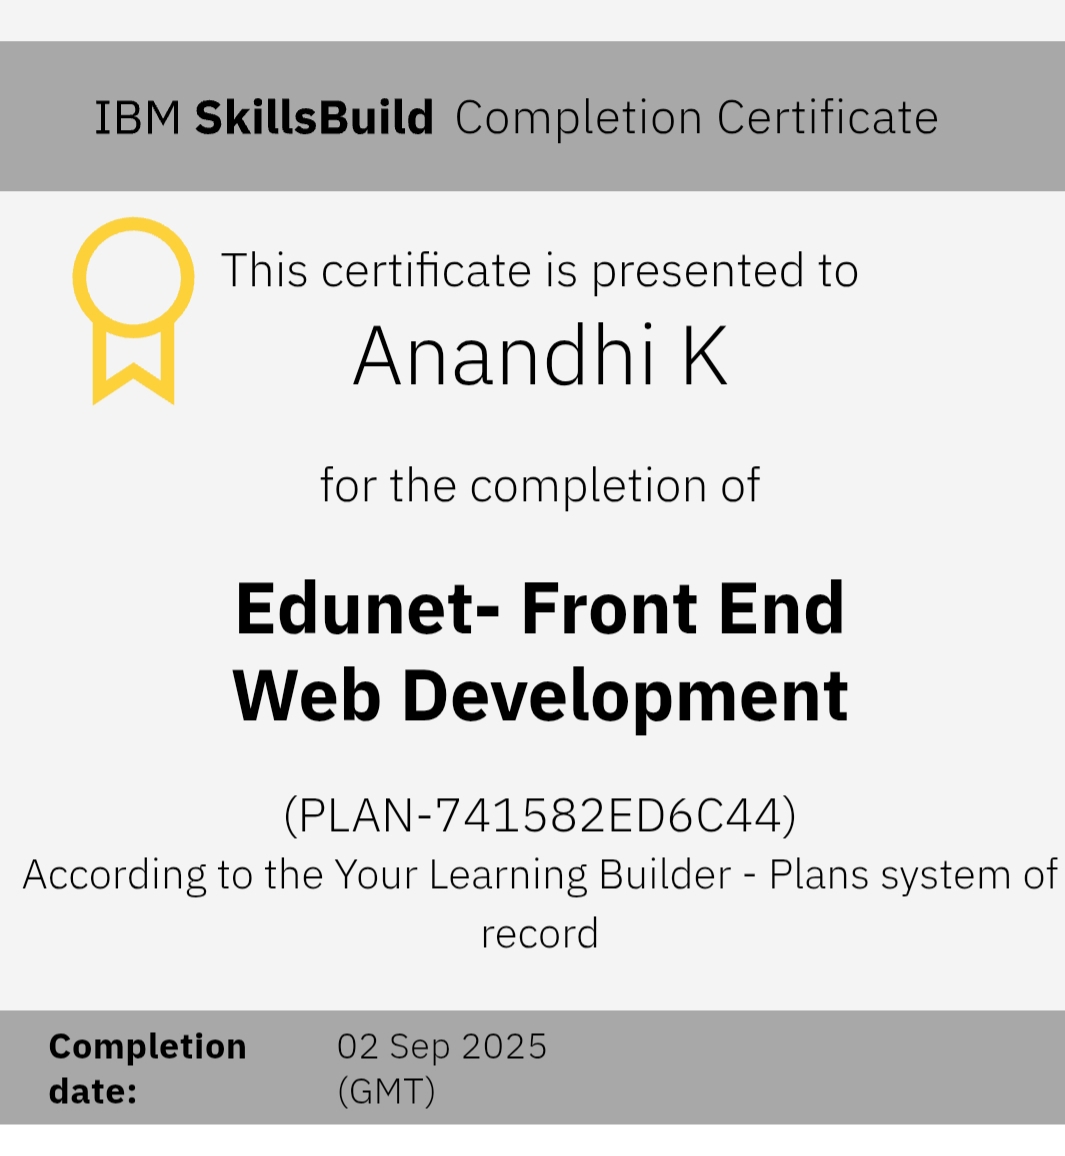 IBM SkillsBuild Completion Certificate
This certificate is presented to
Anandhi K
for the completion of
Edunet- Front End
Web Development
(PLAN-741582ED6C44)
According to the Your Learning Builder - Plans system of
record
Completion date:
02 Sep 2025
(GMT)